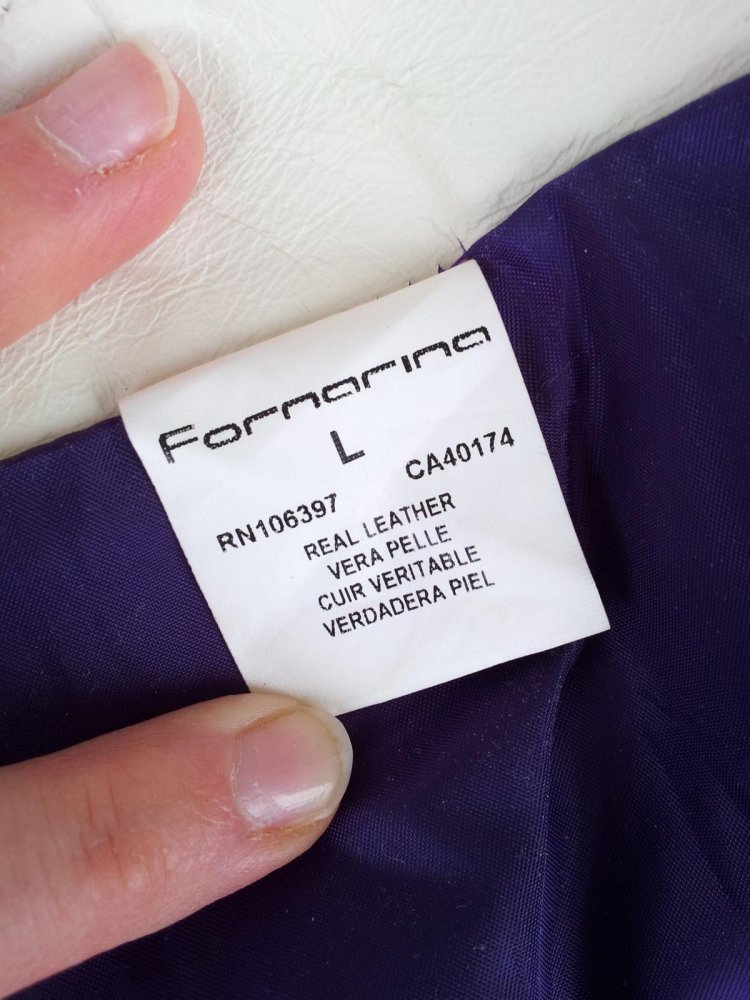 Fornarina
L
RN106397 CA40174
REAL LEATHER
VERA PELLE
CUIR VERITABLE
VERDADERA PIEL